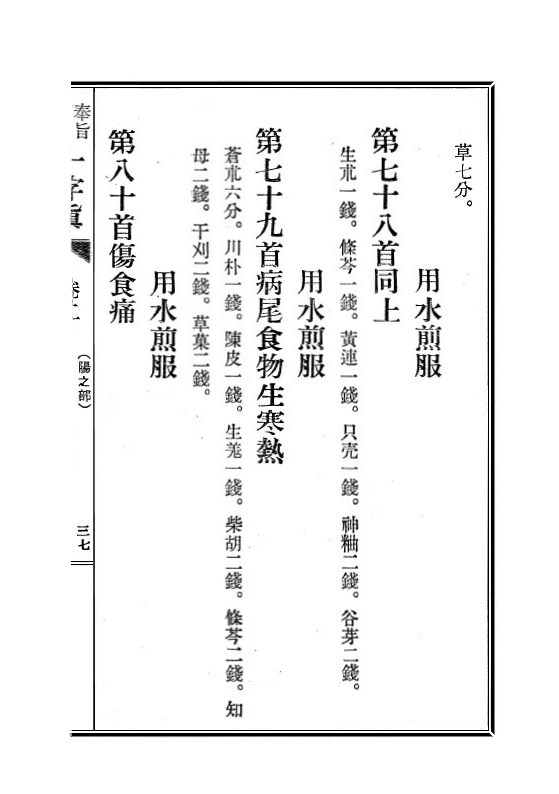 草七分。
用水煎服
第七十八首同上
生朮一錢。條芩一錢。黃連一錢。只壳一錢。神粬二錢。谷芽二錢。
用水煎服
第七十九首病尾食物生寒熱
蒼朮六分。川朴一錢。陳皮一錢。生羗一錢。柴胡二錢。條芩二錢。知
母二錢。干刈二錢。草菓二錢。
用水煎服
第八十首傷食痛
奉旨
(陽之部)
三七